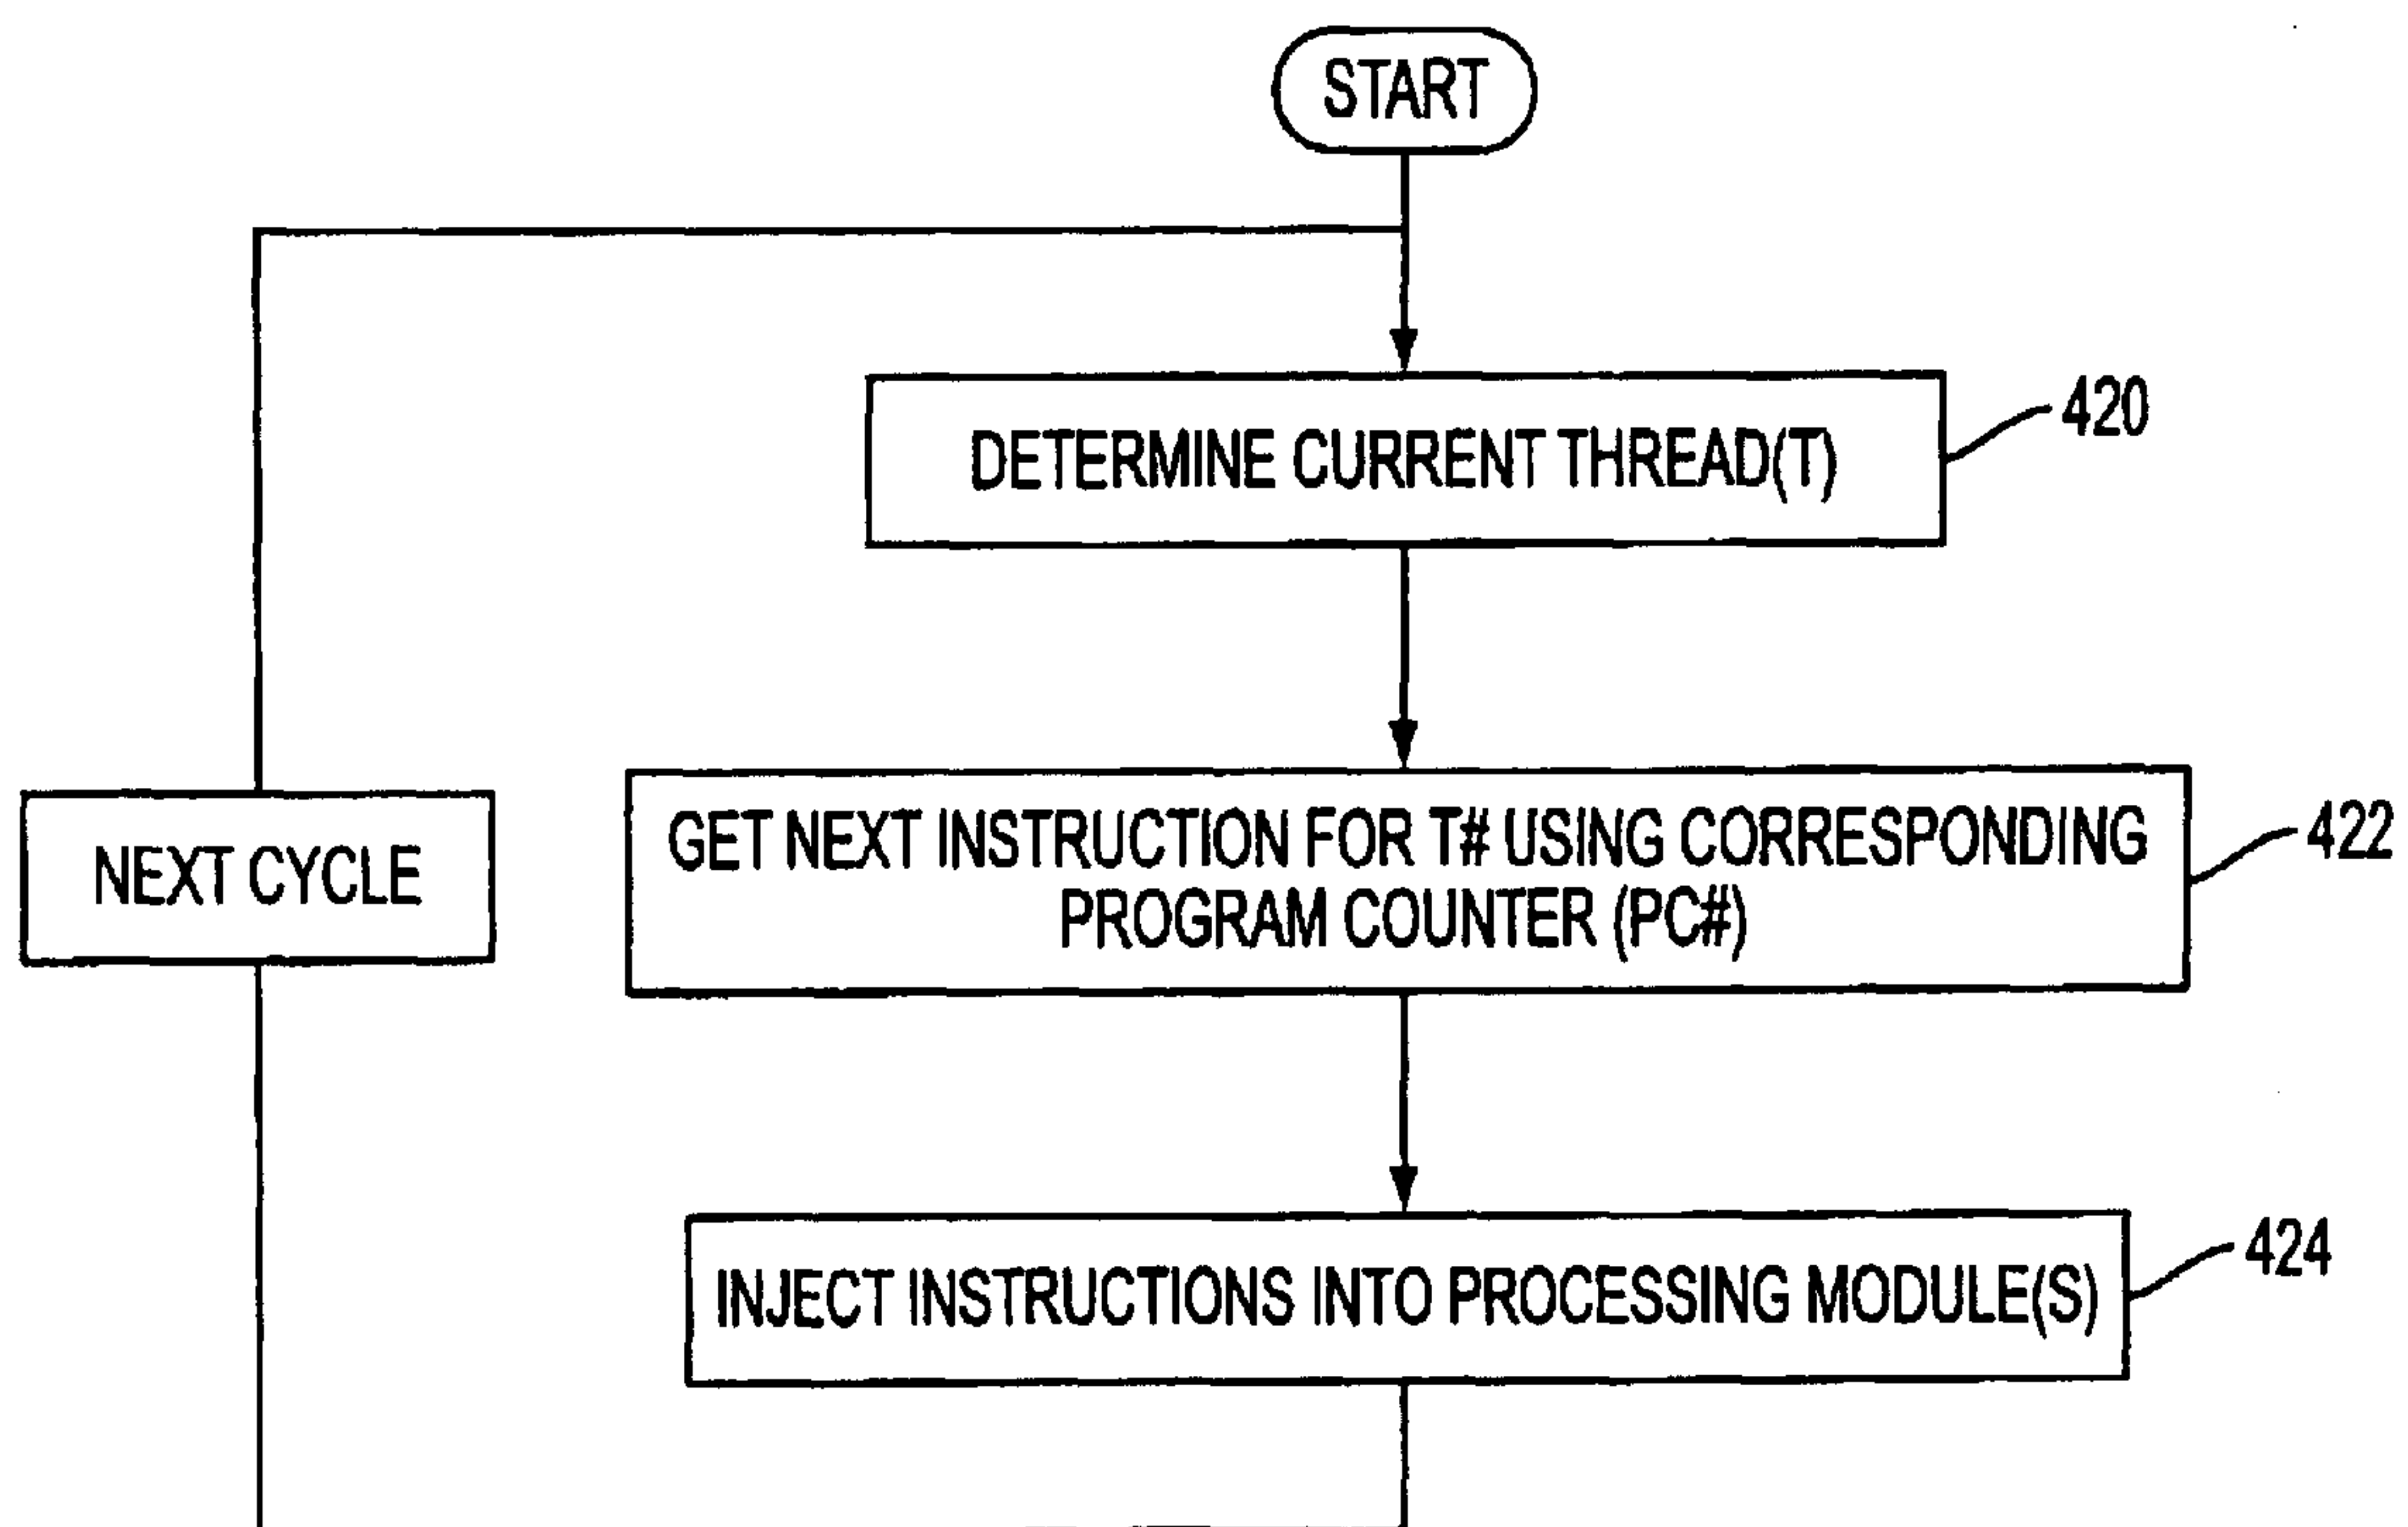 START
DETERMINE CURRENT THREAD(T)
420
GET NEXT INSTRUCTION FOR T# USING CORRESPONDING
PROGRAM COUNTER (PC#)
422
NEXT CYCLE
INJECT INSTRUCTIONS INTO PROCESSING MODULE(S)
424